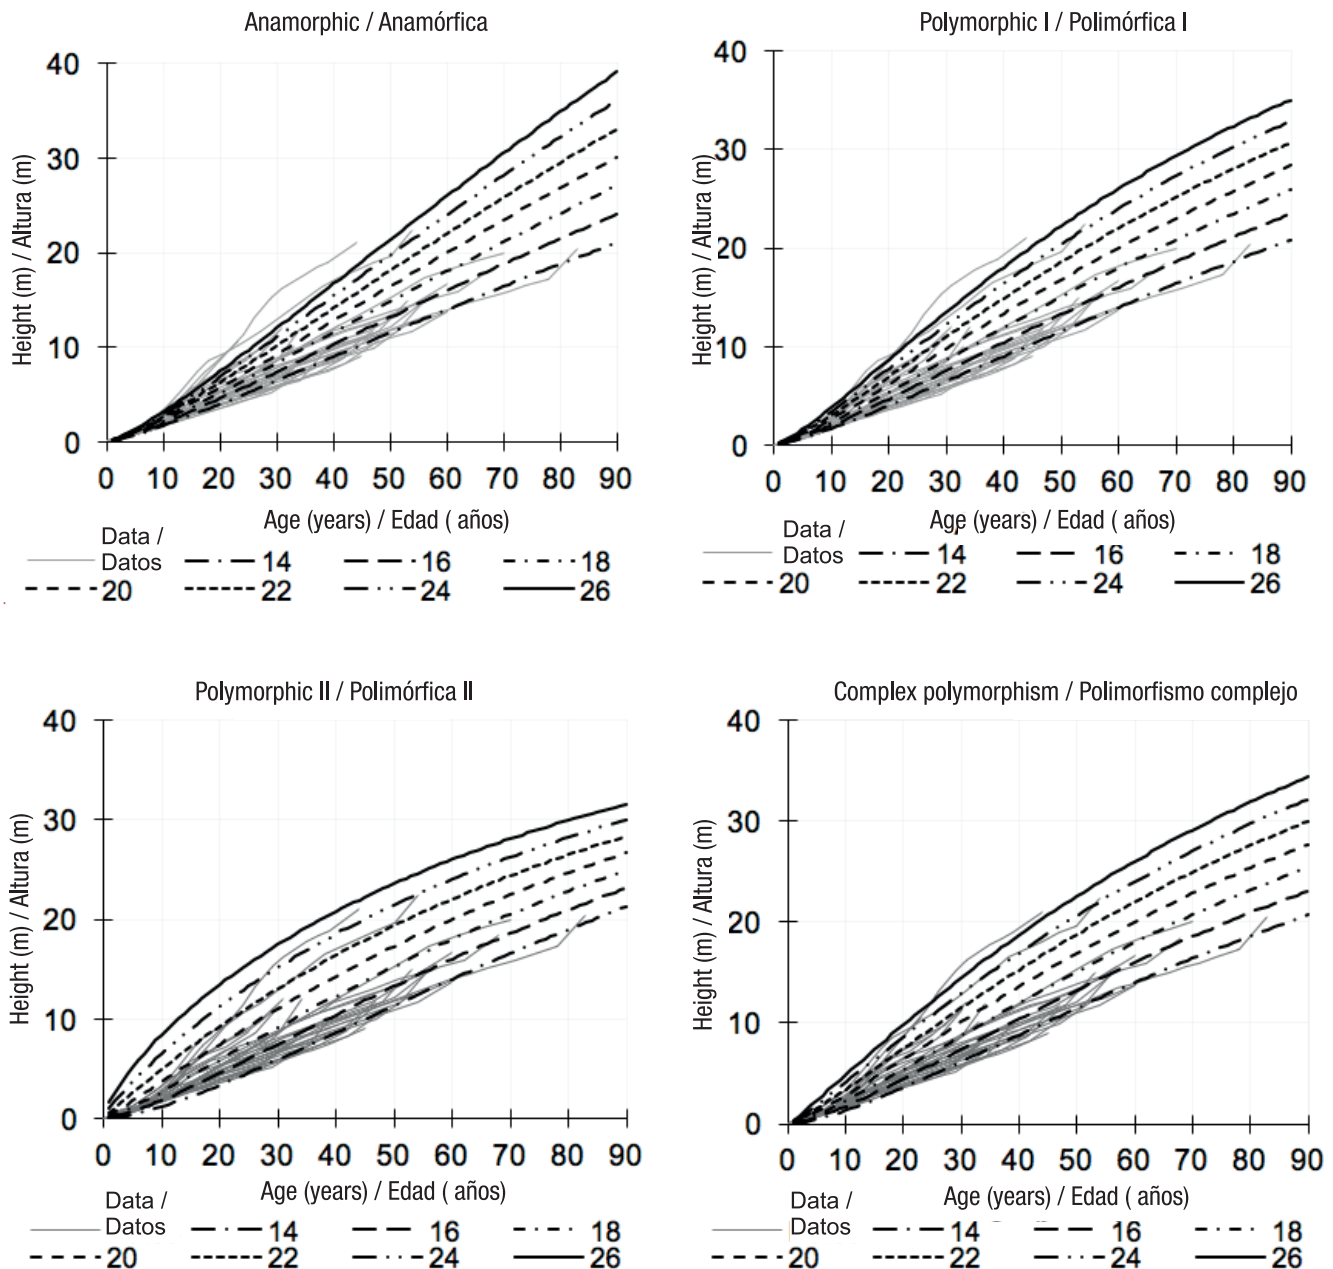 Anamorphic / Anamórfica
Height (m) / Altura (m)
40
30
20
10
0
0 10 20 30 40 50 60 70 80 90
Age (years) / Edad ( años)
Data / Datos 14 16 18
20 22 24 26
Polymorphic I / Polimórfica I
Height (m) / Altura (m)
40
30
20
10
0
0 10 20 30 40 50 60 70 80 90
Age (years) / Edad ( años)
Data / Datos 14 16 18
20 22 24 26
Polymorphic II / Polimórfica II
Height (m) / Altura (m)
40
30
20
10
0
0 10 20 30 40 50 60 70 80 90
Age (years) / Edad ( años)
Data / Datos 14 16 18
20 22 24 26
Complex polymorphism / Polimorfismo complejo
Height (m) / Altura (m)
40
30
20
10
0
0 10 20 30 40 50 60 70 80 90
Age (years) / Edad ( años)
Data / Datos 14 16 18
20 22 24 26